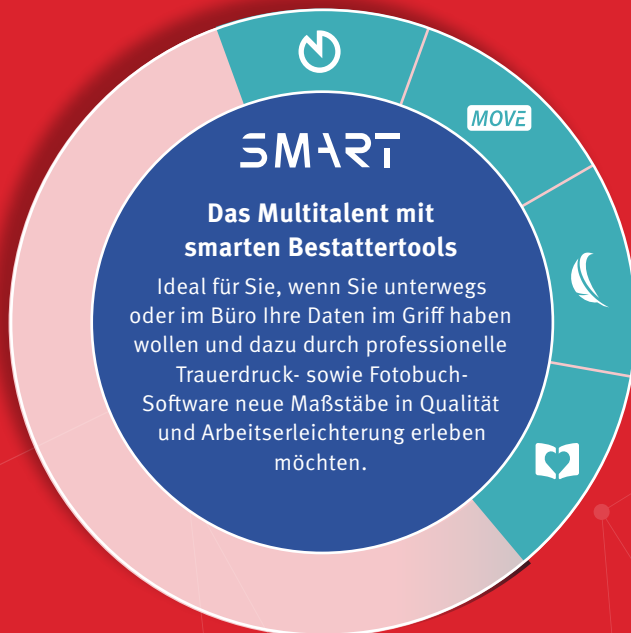 MOVE
SMART
Das Multitalent mit
smarten Bestattertools
Ideal für Sie, wenn Sie unterwegs
oder im Büro Ihre Daten im Griff haben
wollen und dazu durch professionelle
Trauerdruck- sowie Fotobuch-
Software neue Maßstäbe in Qualität
und Arbeitserleichterung erleben
möchten.